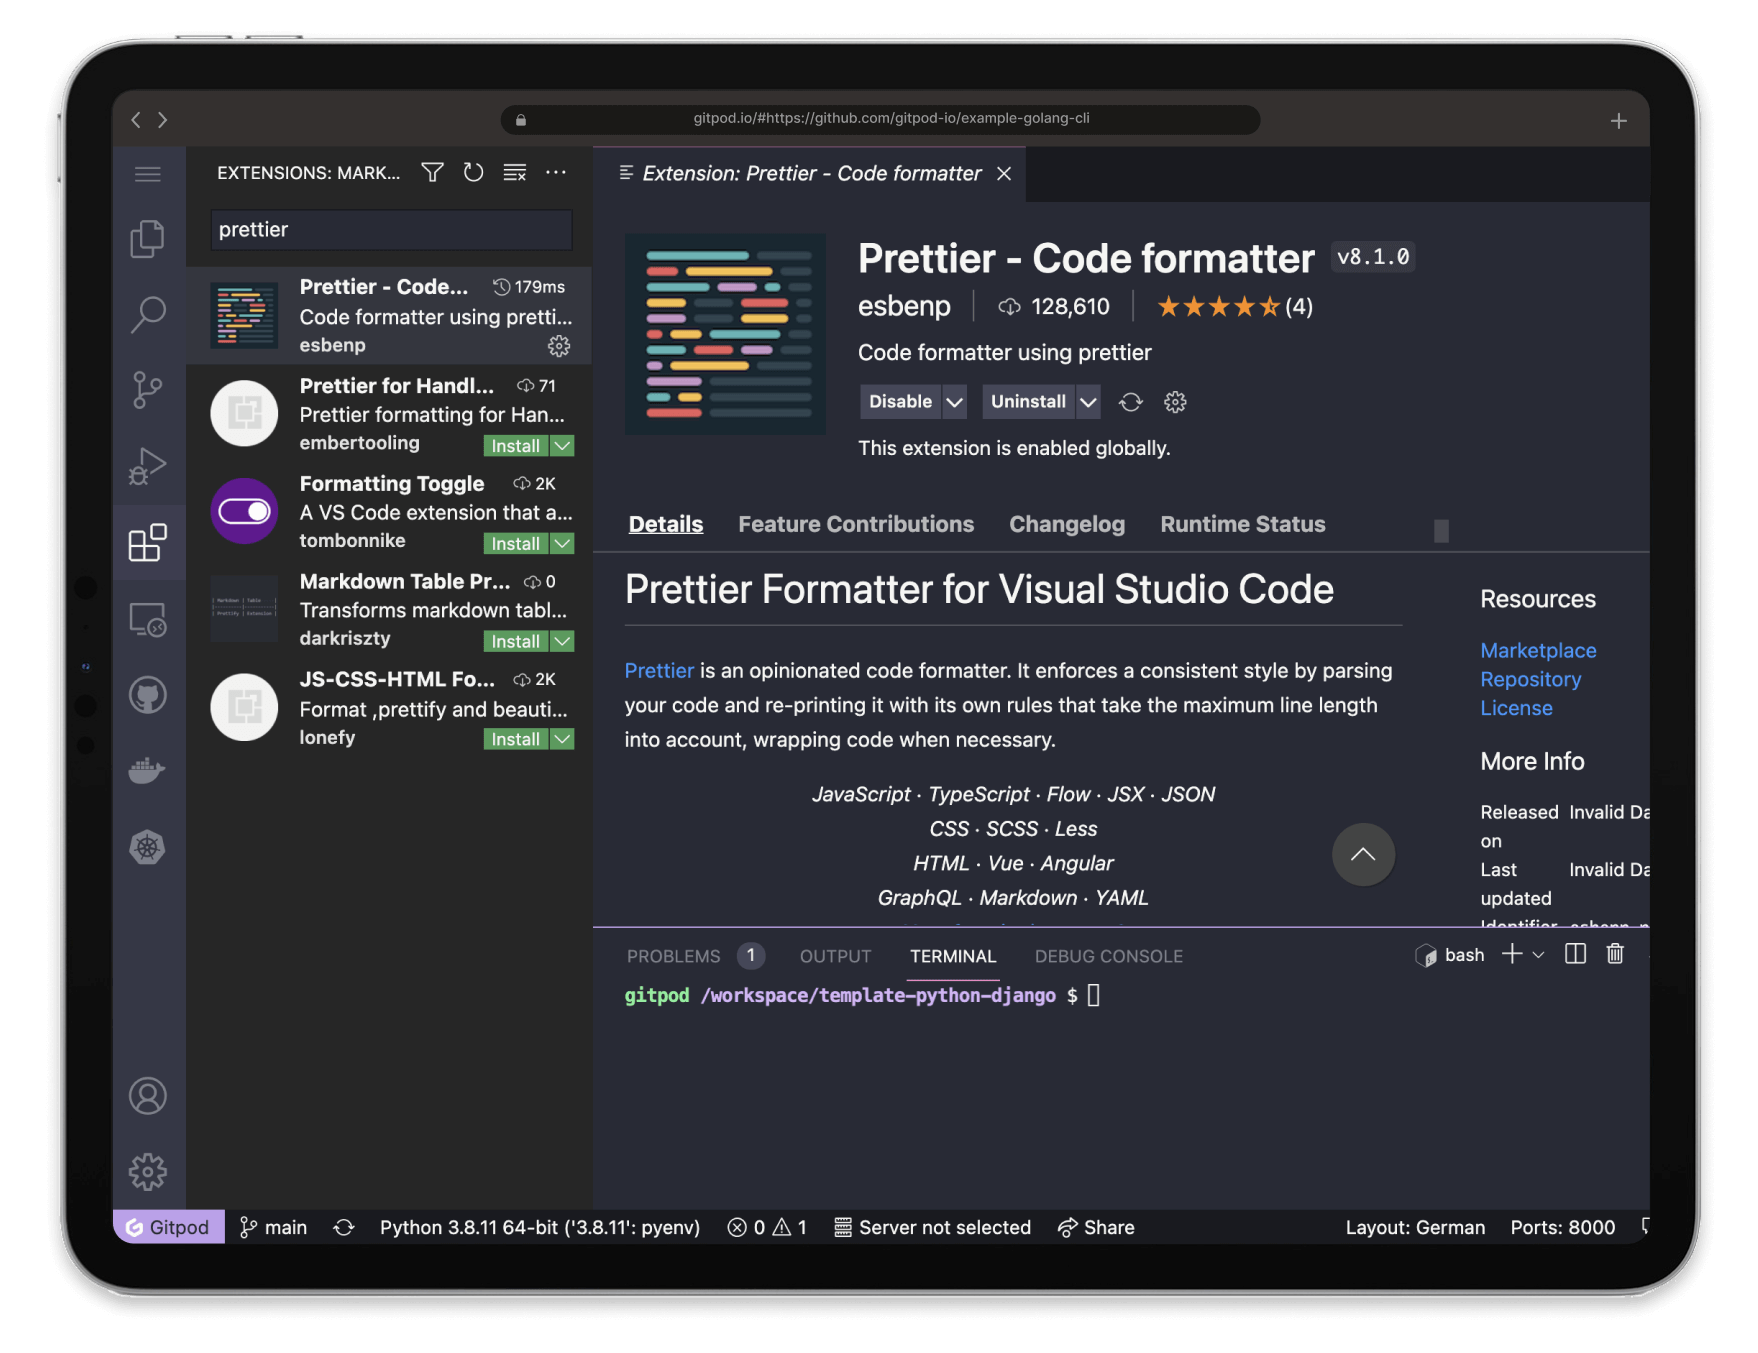 gitpod.io/#https://github.com/gitpod-io/example-golang-cli
EXTENSIONS: MARK...
prettier
Prettier - Code... 179ms
Code formatter using pretti...
esbenp
Prettier for Handl... 71
Prettier formatting for Han...
embertooling Install
Formatting Toggle 2K
A VS Code extension that a...
tombonnike Install
Markdown Table Pr... 0
Transforms markdown tabl...
darkriszty Install
JS-CSS-HTML Fo... 2K
Format ,prettify and beauti...
lonefy Install
Extension: Prettier - Code formatter
Prettier - Code formatter v8.1.0
esbenp 128,610 (4)
Code formatter using prettier
Disable Uninstall
This extension is enabled globally.
Details Feature Contributions Changelog Runtime Status
Prettier Formatter for Visual Studio Code
Prettier is an opinionated code formatter. It enforces a consistent style by parsing
your code and re-printing it with its own rules that take the maximum line length
into account, wrapping code when necessary.
JavaScript · TypeScript · Flow · JSX · JSON
CSS · SCSS · Less
HTML · Vue · Angular
GraphQL · Markdown · YAML
Resources
Marketplace
Repository
License
More Info
Released on Invalid Da
Last updated Invalid Da
PROBLEMS 1 OUTPUT TERMINAL DEBUG CONSOLE
bash
gitpod /workspace/template-python-django $
Gitpod main Python 3.8.11 64-bit ('3.8.11': pyenv) 0 1 Server not selected Share Layout: German Ports: 8000